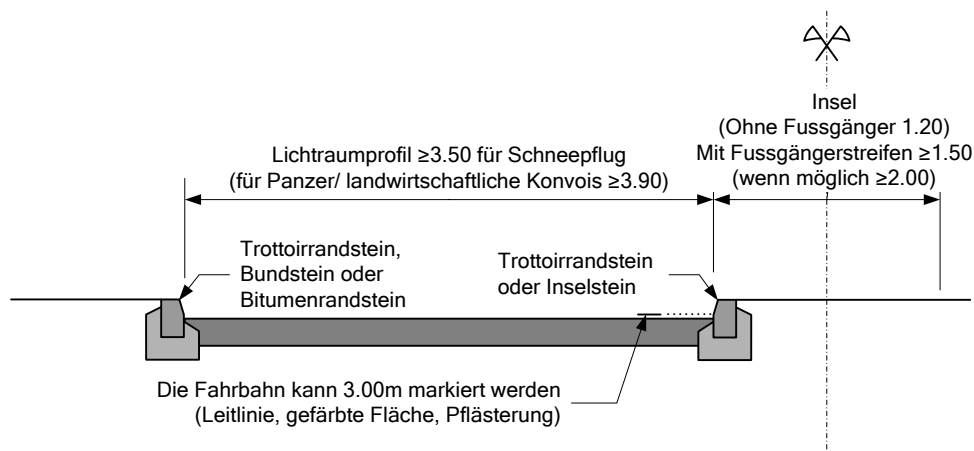 Insel
(Ohne Fussgänger 1.20)
Mit Fussgängerstreifen ≥1.50
(wenn möglich ≥2.00)
Lichtraumprofil ≥3.50 für Schneepflug
(für Panzer/ landwirtschaftliche Konvois ≥3.90)
Trottoirrandstein,
Bundstein oder
Bitumenrandstein
Trottoirrandstein
oder Inselstein
Die Fahrbahn kann 3.00m markiert werden
(Leitlinie, gefärbte Fläche, Pflästerung)